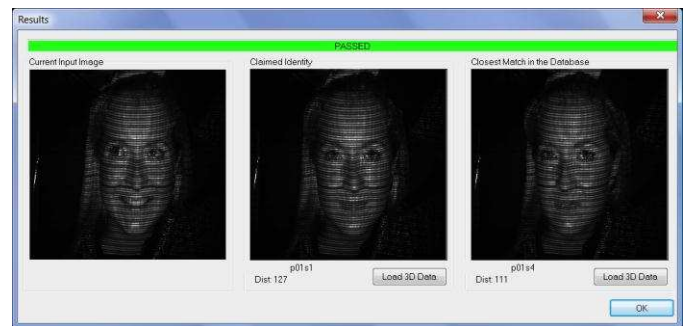 Results
PASSED
Current Input Image
Claimed Identity
Closest Match in the Database
p01s1
Dist 127
Load 3D Data
p01s4
Dist 111
Load 3D Data
OK